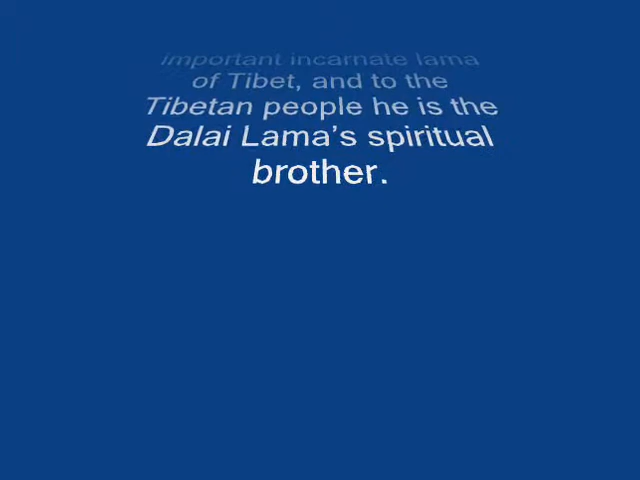 important incarnate lama
of Tibet, and to the
Tibetan people he is the
Dalai Lama's spiritual
brother.